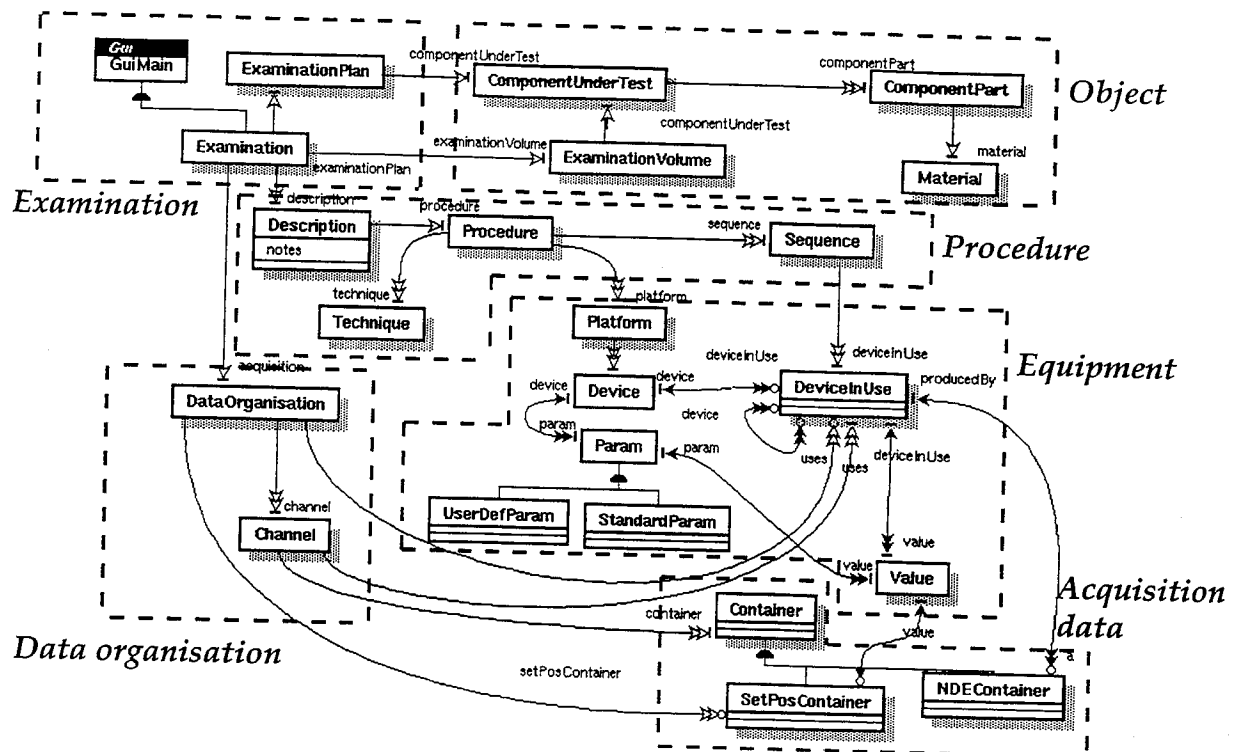 Gui
GuiMain
ExaminationPlan
componentUnderTest
ComponentUnderTest
componentPart
ComponentPart
Object
componentUnderTest
Examination
examinationVolume
ExaminationVolume
material
Material
examinationPlan
Examination
description
procedure
Description
notes
Procedure
sequence
Sequence
Procedure
technique
Technique
platform
Platform
deviceInUse
deviceInUse
Equipment
acquisition
DataOrganisation
device
device
Device
DeviceInUse
producedBy
device
param
Param
param
uses
uses
deviceInUse
UserDefParam
StandardParam
channel
Channel
value
value
Value
Acquisition
data
container
Container
value
Data organisation
setPosContainer
SetPosContainer
NDEContainer
a